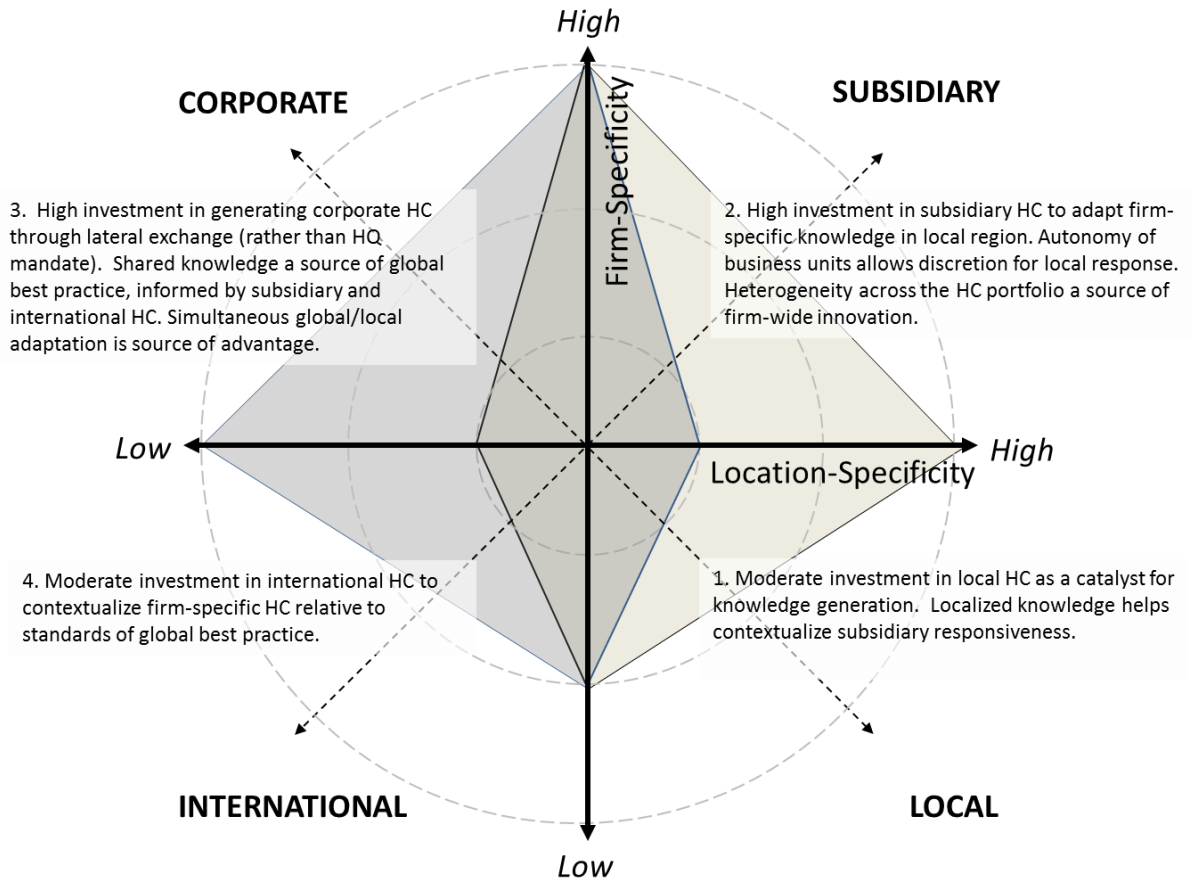 High
CORPORATE
SUBSIDIARY
Firm-Specificity
3. High investment in generating corporate HC
through lateral exchange (rather than HQ
mandate). Shared knowledge a source of global
best practice, informed by subsidiary and
international HC. Simultaneous global/local
adaptation is source of advantage.
2. High investment in subsidiary HC to adapt firm-
specific knowledge in local region. Autonomy of
business units allows discretion for local response.
Heterogeneity across the HC portfolio a source of
firm-wide innovation.
Low
High
Location-Specificity
4. Moderate investment in international HC to
contextualize firm-specific HC relative to
standards of global best practice.
1. Moderate investment in local HC as a catalyst for
knowledge generation. Localized knowledge helps
contextualize subsidiary responsiveness.
INTERNATIONAL
LOCAL
Low